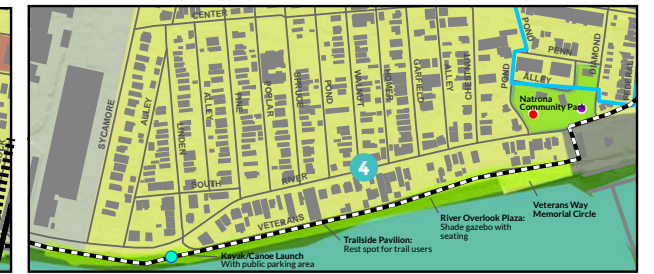 CENTER
SYCAMORE
ALLEY
LINDEN
ALLEY
PINE
POPLAR
SPRUCE
POND
WALNUT
HOMER
GARFIELD
ALLEY
CHESTNUT
POND
POND
PENN
ALLEY
DIAMOND
FEDERAL
Natrona
Community Park
SOUTH
RIVER
4
VETERANS
Veterans Way
Memorial Circle
River Overlook Plaza:
Shade gazebo with
seating
Trailside Pavilion:
Rest spot for trail users
Kayak/Canoe Launch
With public parking area